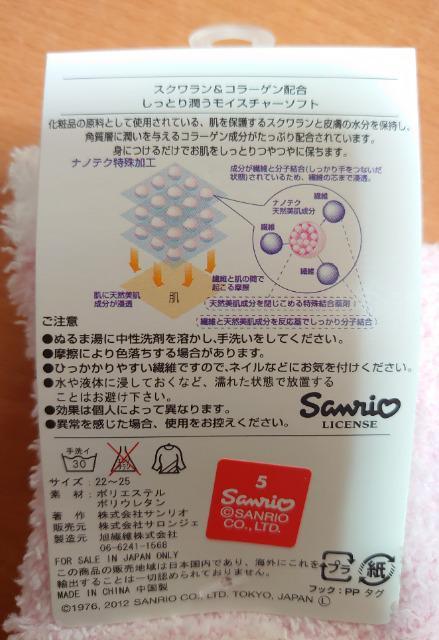 スクワラン＆コラーゲン配合
しっとり潤うモイスチャーソフト
化粧品の原料として使用されている、肌を保護するスクワランと皮膚の水分を保持し、
角質層に潤いを与えるコラーゲン成分がたっぷり配合されています。
身につけるだけでお肌をしっとりつやつやに保ちます。
ナノテク特殊加工
成分が繊維と分子結合(しっかり手をつないだ
状態)されているため、繊維の芯まで浸透。
ナノテク
天然美肌成分
繊維
繊維
繊維
肌に天然美肌
成分が浸透
肌
繊維と肌の間で
起こる摩擦
天然美肌成分を閉じこめる特殊結合薬剤
繊維と天然美肌成分を反応基でしっかり分子結合
ご注意
●ぬるま湯に中性洗剤を溶かし、手洗いをしてください。
●摩擦により色落ちする場合があります。
●ひっかかりやすい繊維ですので、ネイルなどにお気を付けください。
●水や液体に浸しておくなど、濡れた状態で放置する
ことはお避け下さい。
●効果は個人によって異なります。
●異常を感じた場合、使用をお控えください。
Sanrio
LICENSE
手洗イ
30
サイズ：22～25
素 材：ポリエステル
ポリウレタン
著 作 株式会社サンリオ
販売元 株式会社サロンジェ
製造元 旭繊維株式会社
06-6241-1568
5
Sanrio
©SANRIO
CO., LTD.
FOR SALE IN JAPAN ONLY
この商品の販売地域は日本国内であり、海外にこれを
輸出することは一切認められておりません。
MADE IN CHINA 中国製
©1976, 2012 SANRIO CO., LTD. TOKYO, JAPAN Ⓛ
プラ
紙
フック：PP タグ